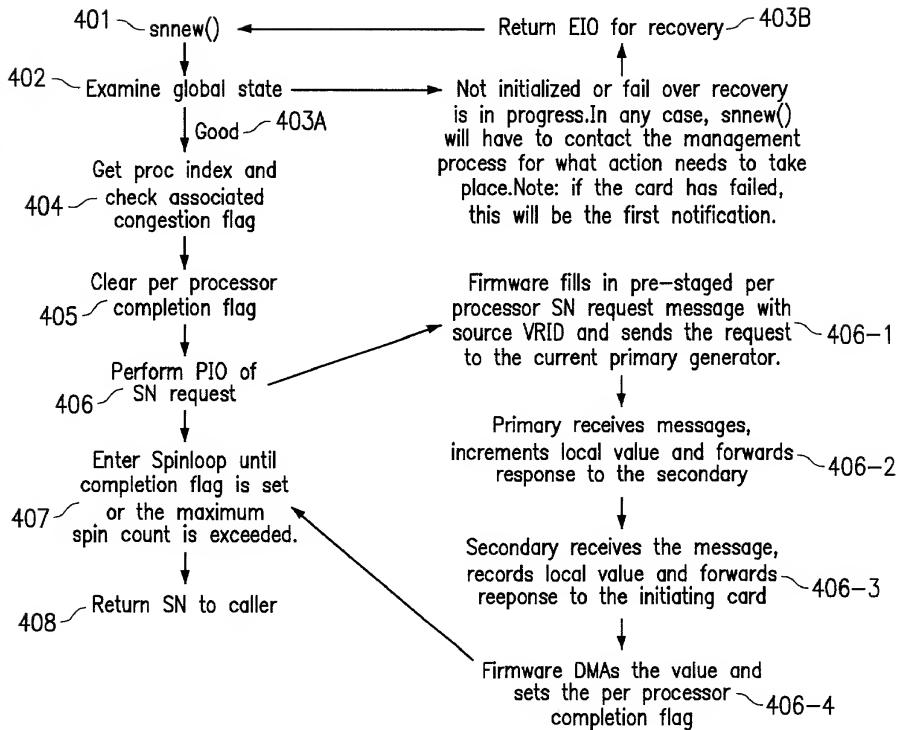 401
snnew()
Return EIO for recovery
403B
402
Examine global state
Not initialized or fail over recovery
is in progress.In any case, snnew()
will have to contact the management
process for what action needs to take
place.Note: if the card has failed,
this will be the first notification.
Good
403A
Get proc index and
check associated
congestion flag
404
Clear per processor
completion flag
405
Perform PIO of
SN request
406
Firmware fills in pre-staged per
processor SN request message with
source VRID and sends the request
to the current primary generator.
406-1
Primary receives messages,
increments local value and forwards
response to the secondary
406-2
Enter Spinloop until
completion flag is set
or the maximum
spin count is exceeded.
407
Secondary receives the message,
records local value and forwards
reeponse to the initiating card
406-3
Return SN to caller
408
Firmware DMAs the value and
sets the per processor
completion flag
406-4